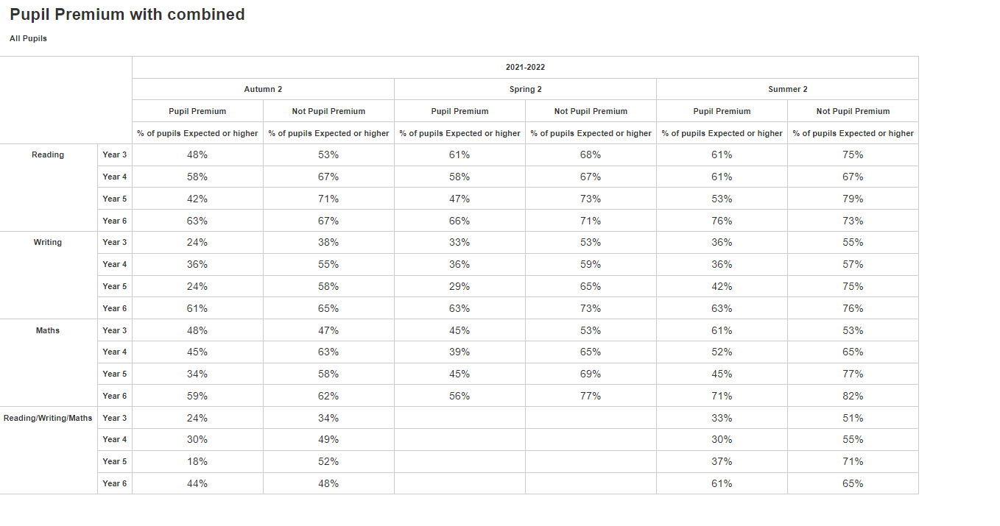 Pupil Premium with combined
All Pupils
2021-2022
Autumn 2 Spring 2 Summer 2
Pupil Premium Not Pupil Premium Pupil Premium Not Pupil Premium Pupil Premium Not Pupil Premium
% of pupils Expected or higher % of pupils Expected or higher % of pupils Expected or higher % of pupils Expected or higher % of pupils Expected or higher % of pupils Expected or higher
Reading Year 3 48% 53% 61% 68% 61% 75%
Year 4 58% 67% 58% 67% 61% 67%
Year 5 42% 71% 47% 73% 53% 79%
Year 6 63% 67% 66% 71% 76% 73%
Writing Year 3 24% 38% 33% 53% 36% 55%
Year 4 36% 55% 36% 59% 36% 57%
Year 5 24% 58% 29% 65% 42% 75%
Year 6 61% 65% 63% 73% 63% 76%
Maths Year 3 48% 47% 45% 53% 61% 53%
Year 4 45% 63% 39% 65% 52% 65%
Year 5 34% 58% 45% 69% 45% 77%
Year 6 59% 62% 56% 77% 71% 82%
Reading/Writing/Maths Year 3 24% 34% 33% 51%
Year 4 30% 49% 30% 55%
Year 5 18% 52% 37% 71%
Year 6 44% 48% 61% 65%